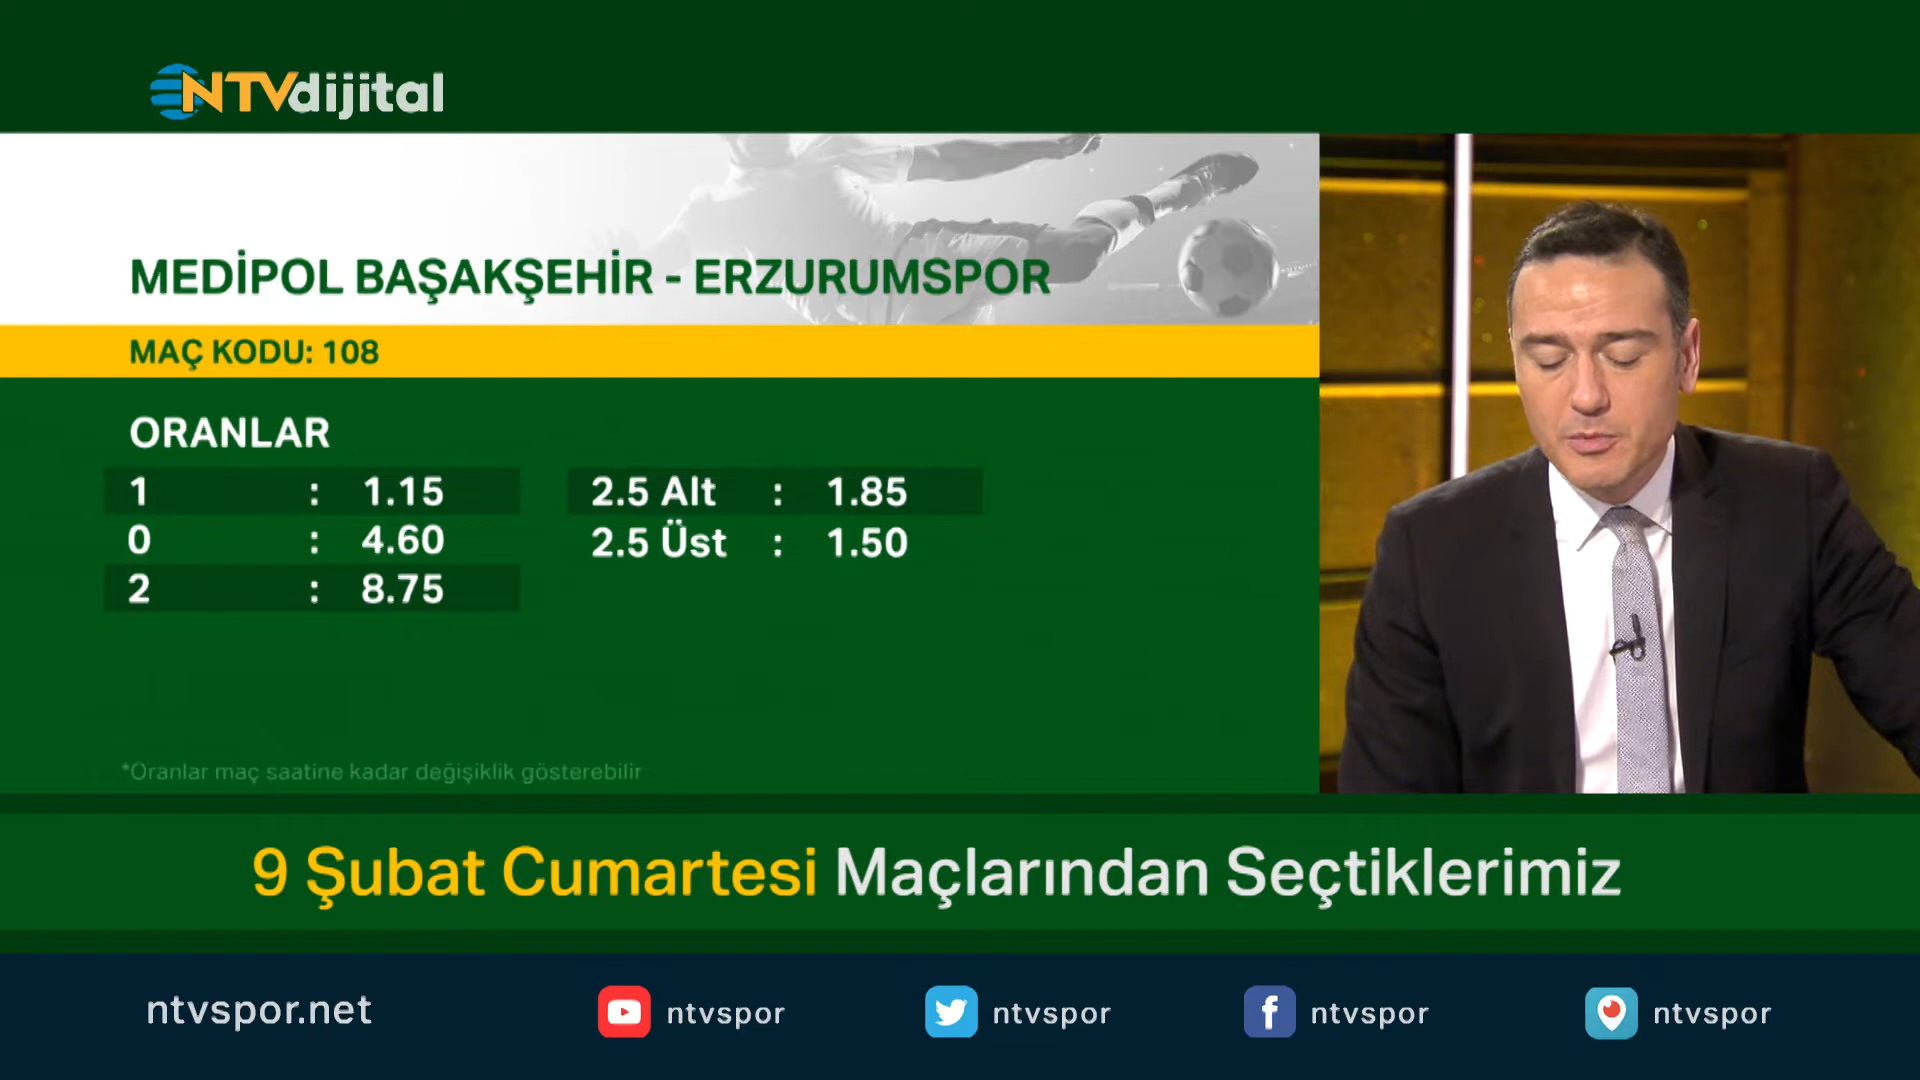 NTVdijital
MEDİPOL BAŞAKŞEHİR - ERZURUMSPOR
MAÇ KODU: 108
ORANLAR
1 : 1.15
0 : 4.60
2 : 8.75
2.5 Alt : 1.85
2.5 Üst : 1.50
*Oranlar maç saatine kadar değişiklik gösterebilir
9 Şubat Cumartesi Maçlarından Seçtiklerimiz
ntvspor.net
ntvspor
ntvspor
ntvspor
ntvspor